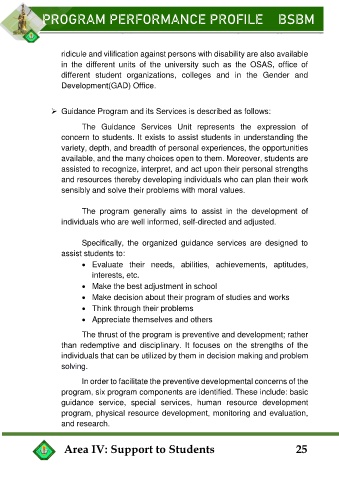 PROGRAM PERFORMANCE PROFILE BSBM
ridicule and vilification against persons with disability are also available
in the different units of the university such as the OSAS, office of
different student organizations, colleges and in the Gender and
Development(GAD) Office.
➢ Guidance Program and its Services is described as follows:
The Guidance Services Unit represents the expression of
concern to students. It exists to assist students in understanding the
variety, depth, and breadth of personal experiences, the opportunities
available, and the many choices open to them. Moreover, students are
assisted to recognize, interpret, and act upon their personal strengths
and resources thereby developing individuals who can plan their work
sensibly and solve their problems with moral values.
The program generally aims to assist in the development of
individuals who are well informed, self-directed and adjusted.
Specifically, the organized guidance services are designed to
assist students to:
• Evaluate their needs, abilities, achievements, aptitudes,
interests, etc.
• Make the best adjustment in school
• Make decision about their program of studies and works
• Think through their problems
• Appreciate themselves and others
The thrust of the program is preventive and development; rather
than redemptive and disciplinary. It focuses on the strengths of the
individuals that can be utilized by them in decision making and problem
solving.
In order to facilitate the preventive developmental concerns of the
program, six program components are identified. These include: basic
guidance service, special services, human resource development
program, physical resource development, monitoring and evaluation,
and research.
Area IV: Support to Students 25